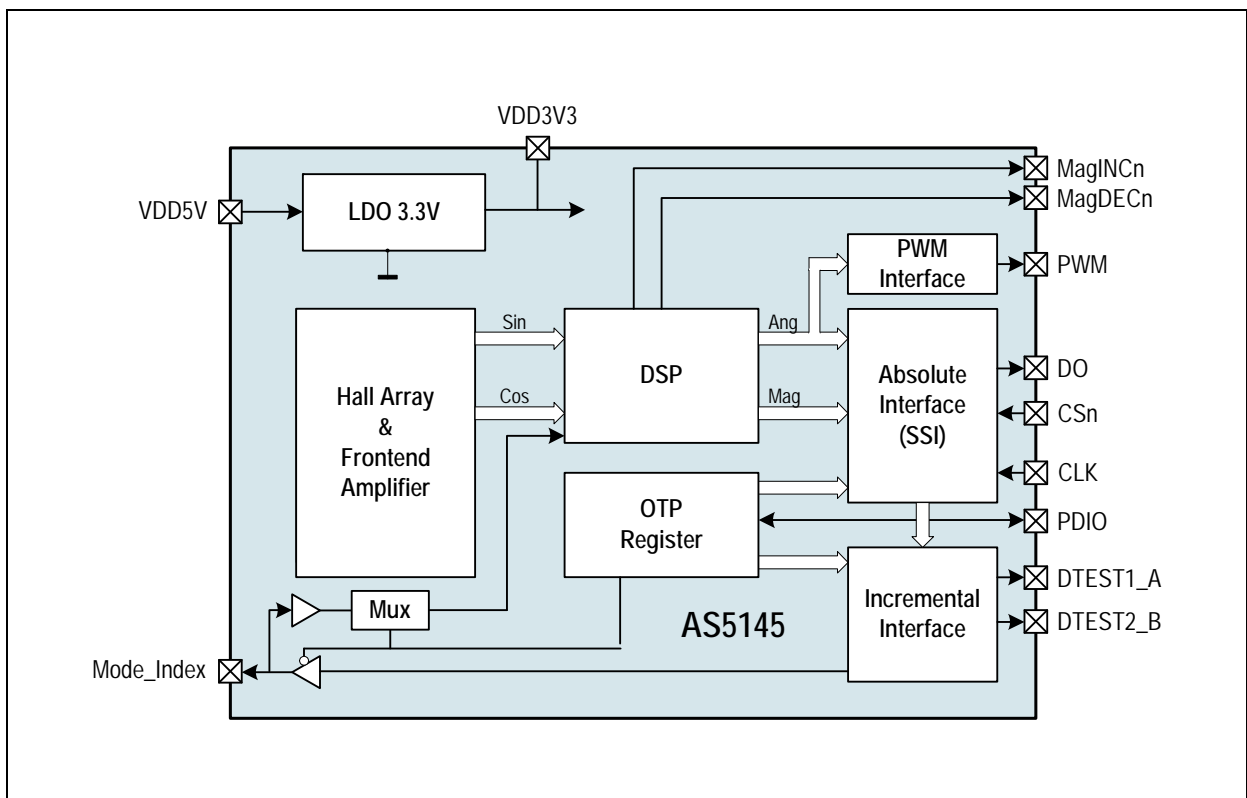 VDD3V3
VDD5V
LDO 3.3V
MagINCn
MagDECn
PWM
Interface
PWM
Hall Array
&
Frontend
Amplifier
Sin
Cos
DSP
Ang
Mag
Absolute
Interface
(SSI)
DO
CSn
CLK
OTP
Register
PDIO
Mux
AS5145
Incremental
Interface
DTEST1_A
DTEST2_B
Mode_Index